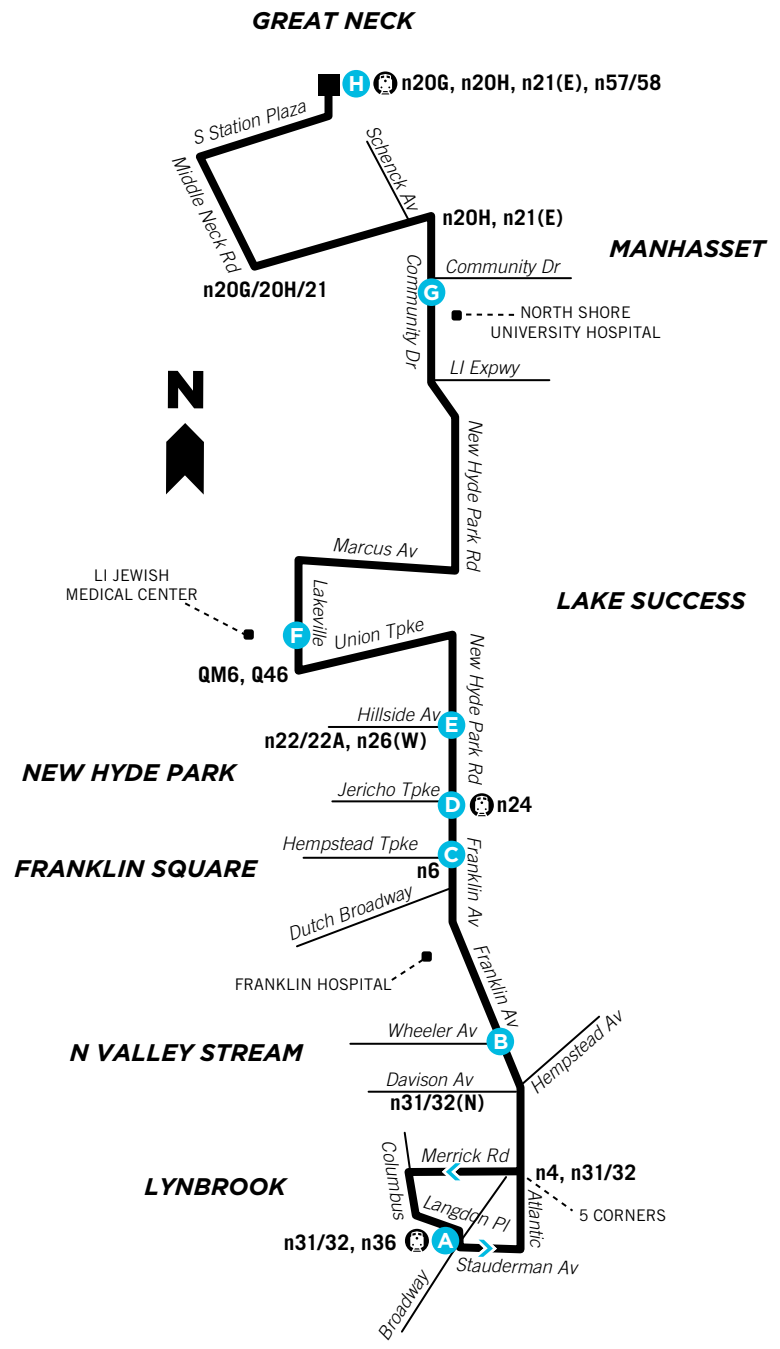 GREAT NECK
H n20G, n20H, n21(E), n57/58
S Station Plaza
Schenck Av
Middle Neck Rd
n20H, n21(E)
MANHASSET
Community Dr
n20G/20H/21
G
Community Dr
NORTH SHORE
UNIVERSITY HOSPITAL
LI Expwy
N
New Hyde Park Rd
Marcus Av
LI JEWISH
MEDICAL CENTER
Lakeville
LAKE SUCCESS
F
Union Tpke
QM6, Q46
New Hyde Park Rd
Hillside Av
E
n22/22A, n26(W)
NEW HYDE PARK
Jericho Tpke
D n24
Hempstead Tpke
C
n6
FRANKLIN SQUARE
Franklin Av
Dutch Broadway
FRANKLIN HOSPITAL
Franklin Av
Wheeler Av
B
Hempstead Av
N VALLEY STREAM
Davison Av
n31/32(N)
Merrick Rd
n4, n31/32
Columbus
LYNBROOK
Langdon Pl
Atlantic
5 CORNERS
n31/32, n36 A
Stauderman Av
Broadway